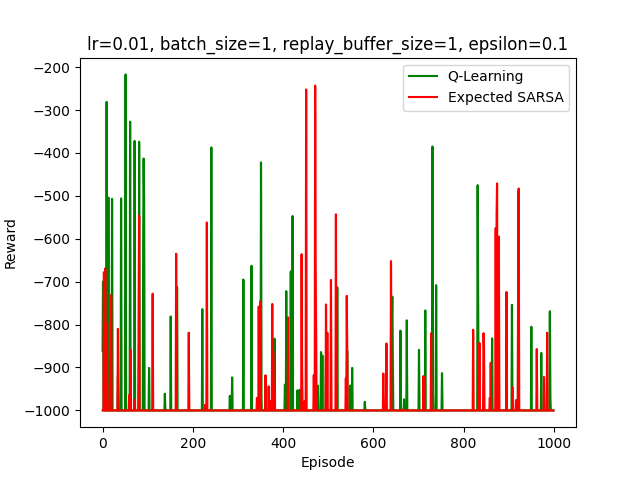 lr=0.01, batch_size=1, replay_buffer_size=1, epsilon=0.1
Q-Learning
Expected SARSA
Reward
−200
−300
−400
−500
−600
−700
−800
−900
−1000
0 200 400 600 800 1000
Episode